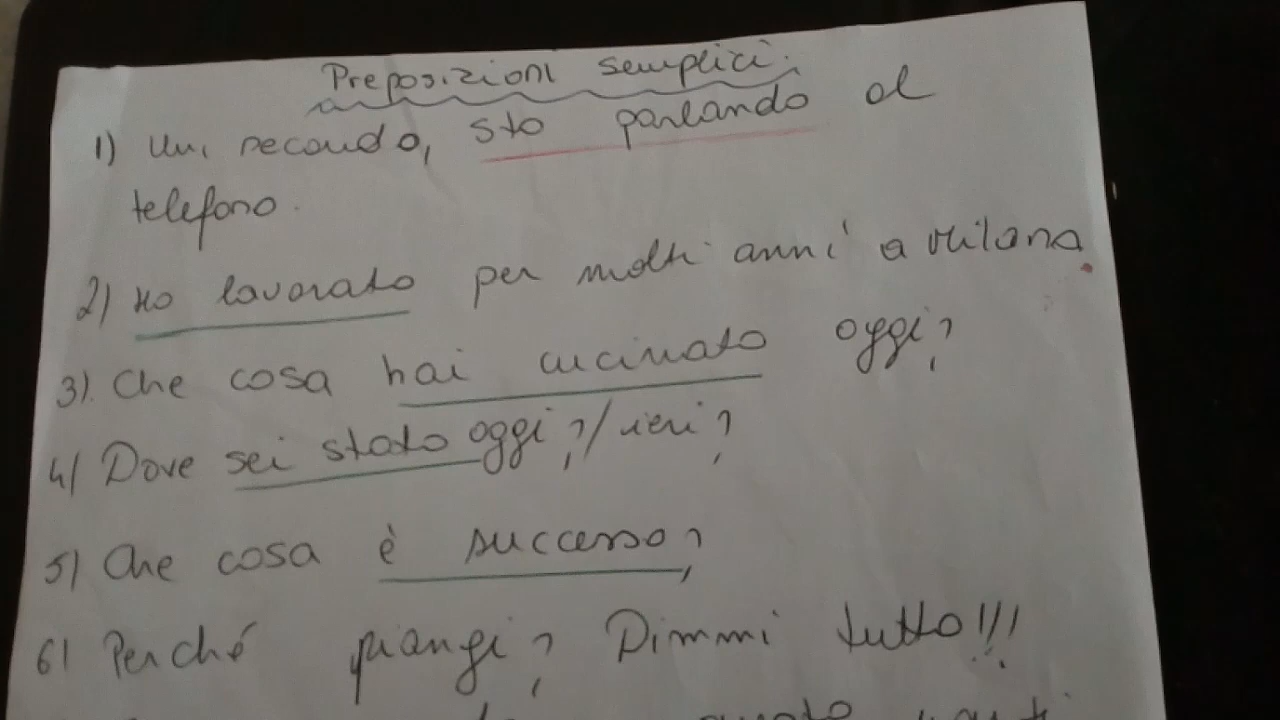 Preposizioni semplici.
1) Un secondo, sto parlando al
telefono.
2) Ho lavorato per molti anni a Milano
3). Che cosa hai cucinato oggi?
4) Dove sei stato oggi?/ieri?
5) Che cosa è successo?
6) Perché piangi? Dimmi tutto!!!